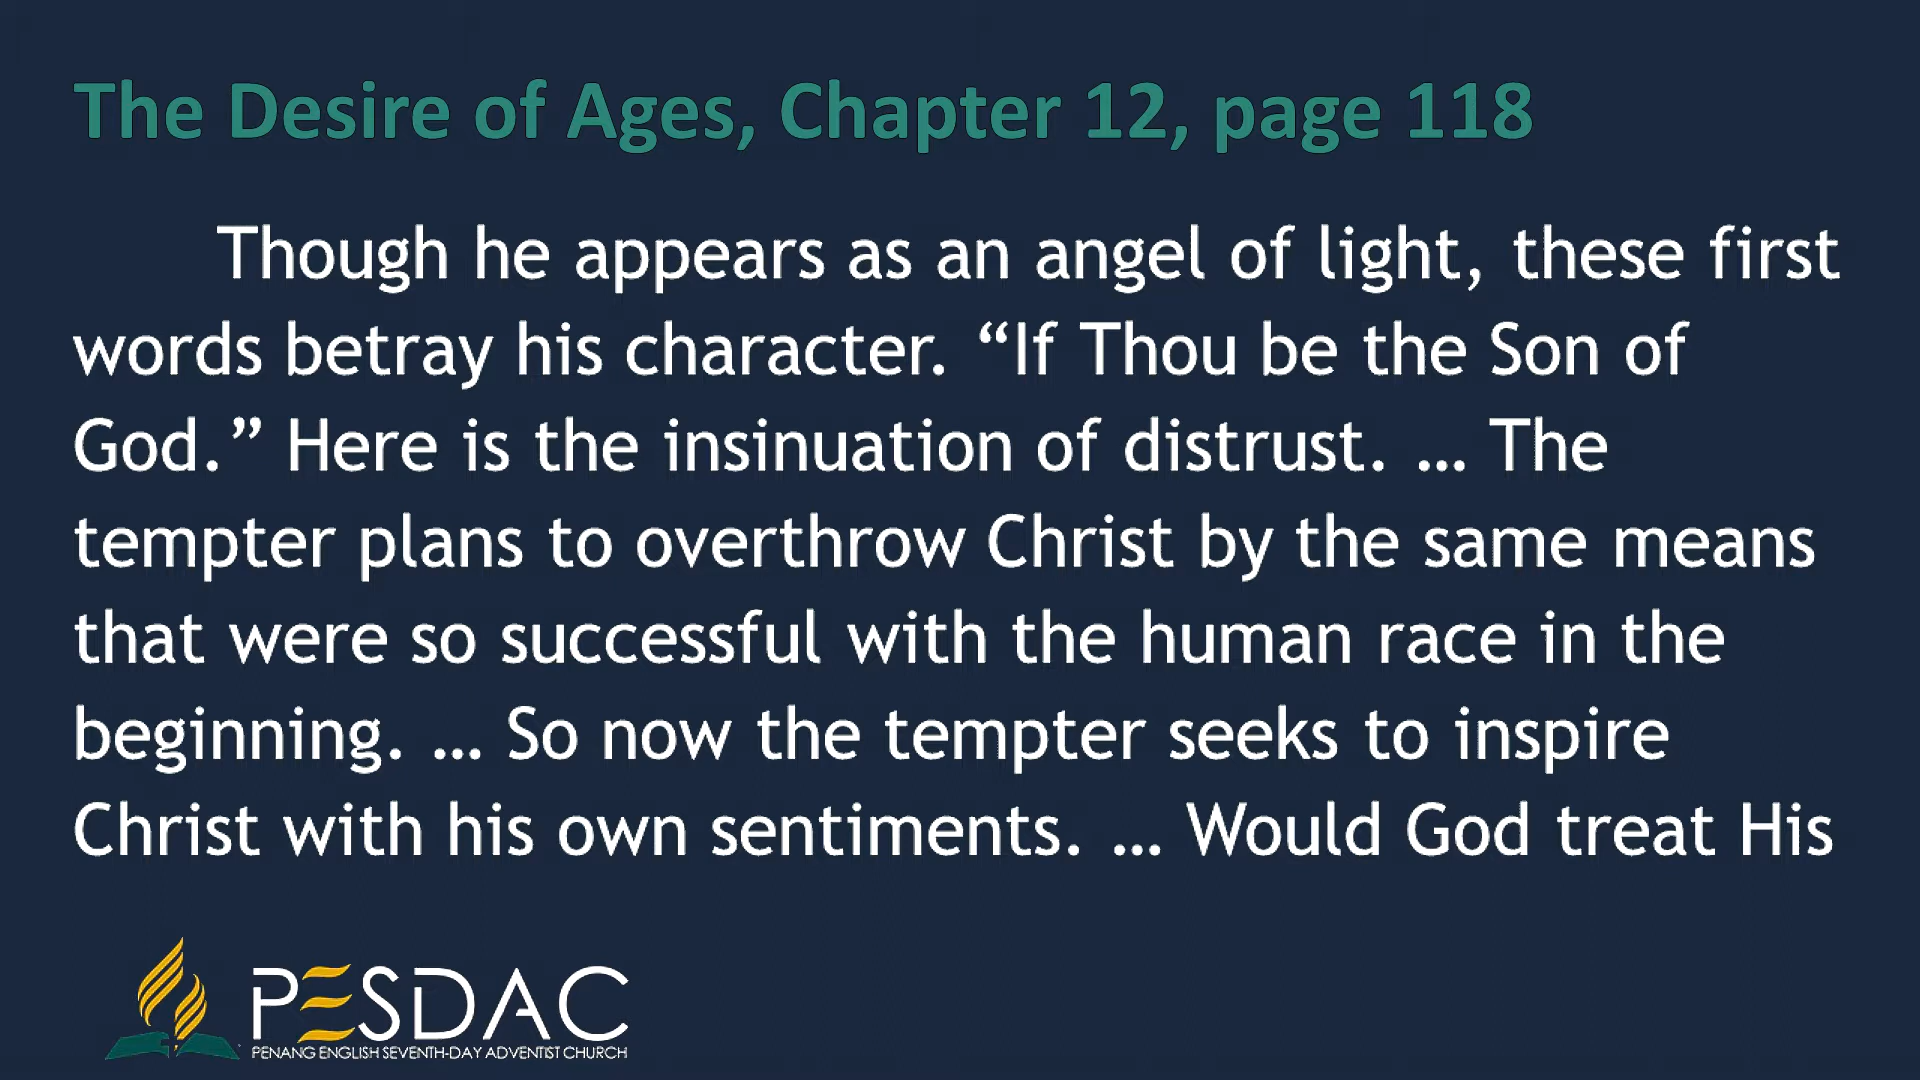 The Desire of Ages, Chapter 12, page 118
Though he appears as an angel of light, these first
words betray his character. “If Thou be the Son of
God.” Here is the insinuation of distrust. … The
tempter plans to overthrow Christ by the same means
that were so successful with the human race in the
beginning. … So now the tempter seeks to inspire
Christ with his own sentiments. … Would God treat His
PESDAC
PENANG ENGLISH SEVENTH-DAY ADVENTIST CHURCH